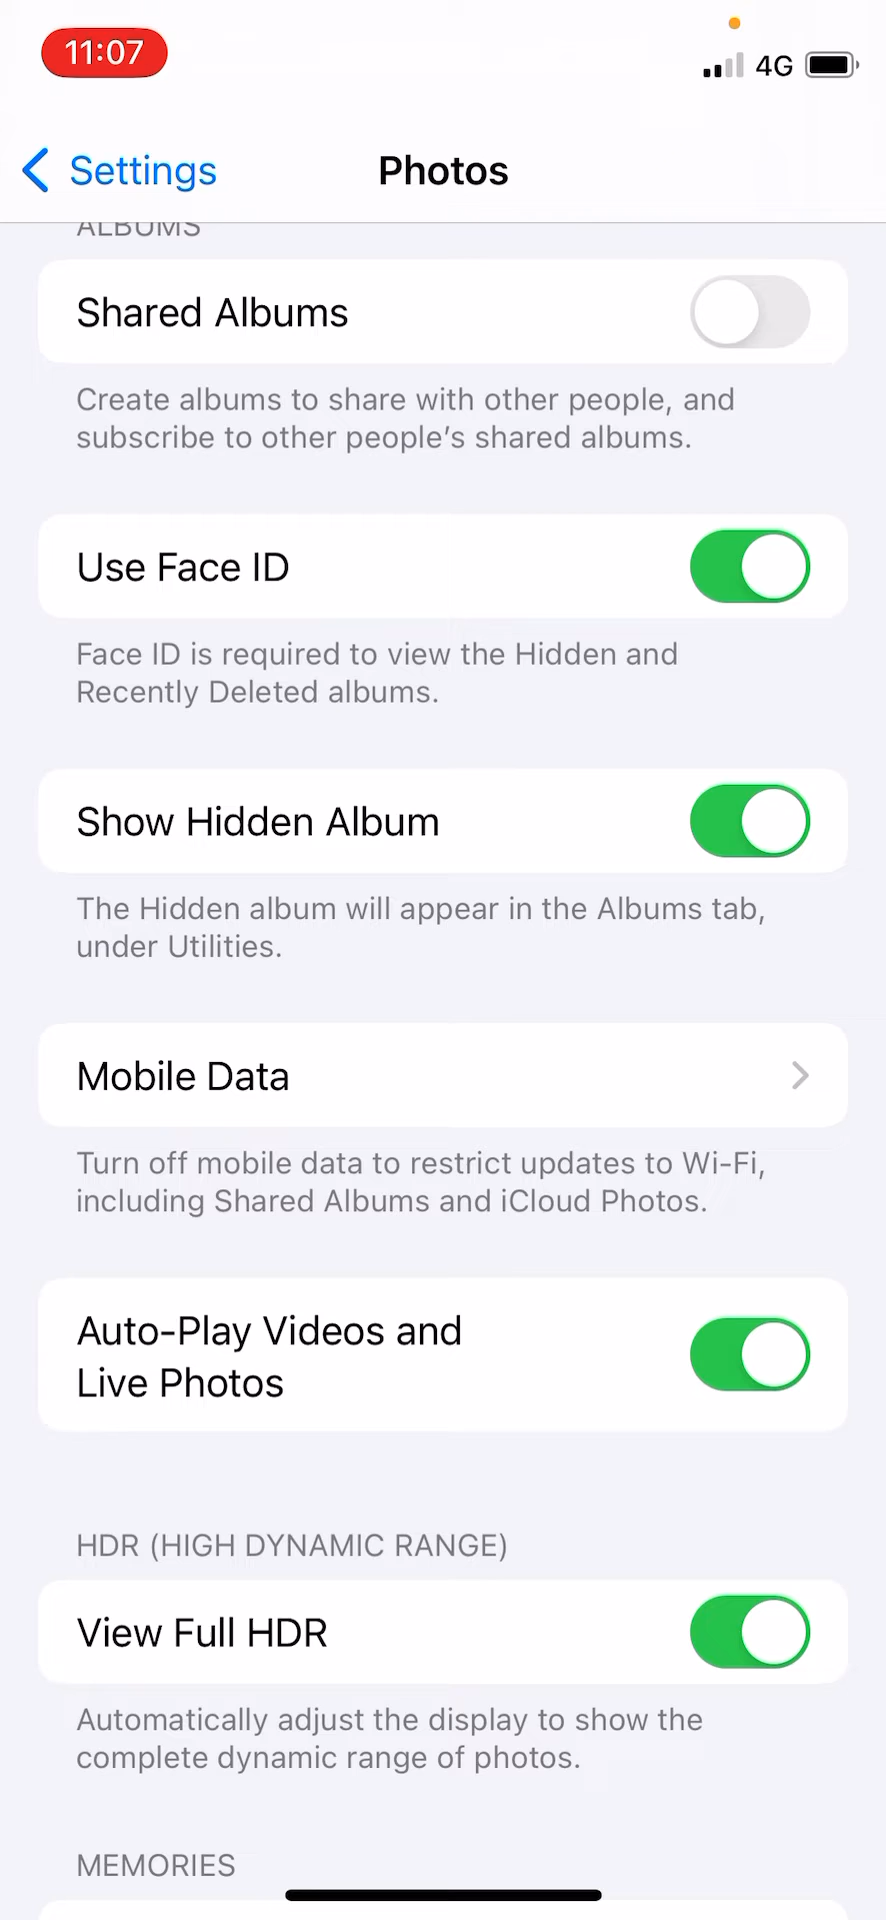 11:07
4G
Settings
Photos
ALBUMS
Shared Albums
Create albums to share with other people, and
subscribe to other people's shared albums.
Use Face ID
Face ID is required to view the Hidden and
Recently Deleted albums.
Show Hidden Album
The Hidden album will appear in the Albums tab,
under Utilities.
Mobile Data
Turn off mobile data to restrict updates to Wi-Fi,
including Shared Albums and iCloud Photos.
Auto-Play Videos and
Live Photos
HDR (HIGH DYNAMIC RANGE)
View Full HDR
Automatically adjust the display to show the
complete dynamic range of photos.
MEMORIES